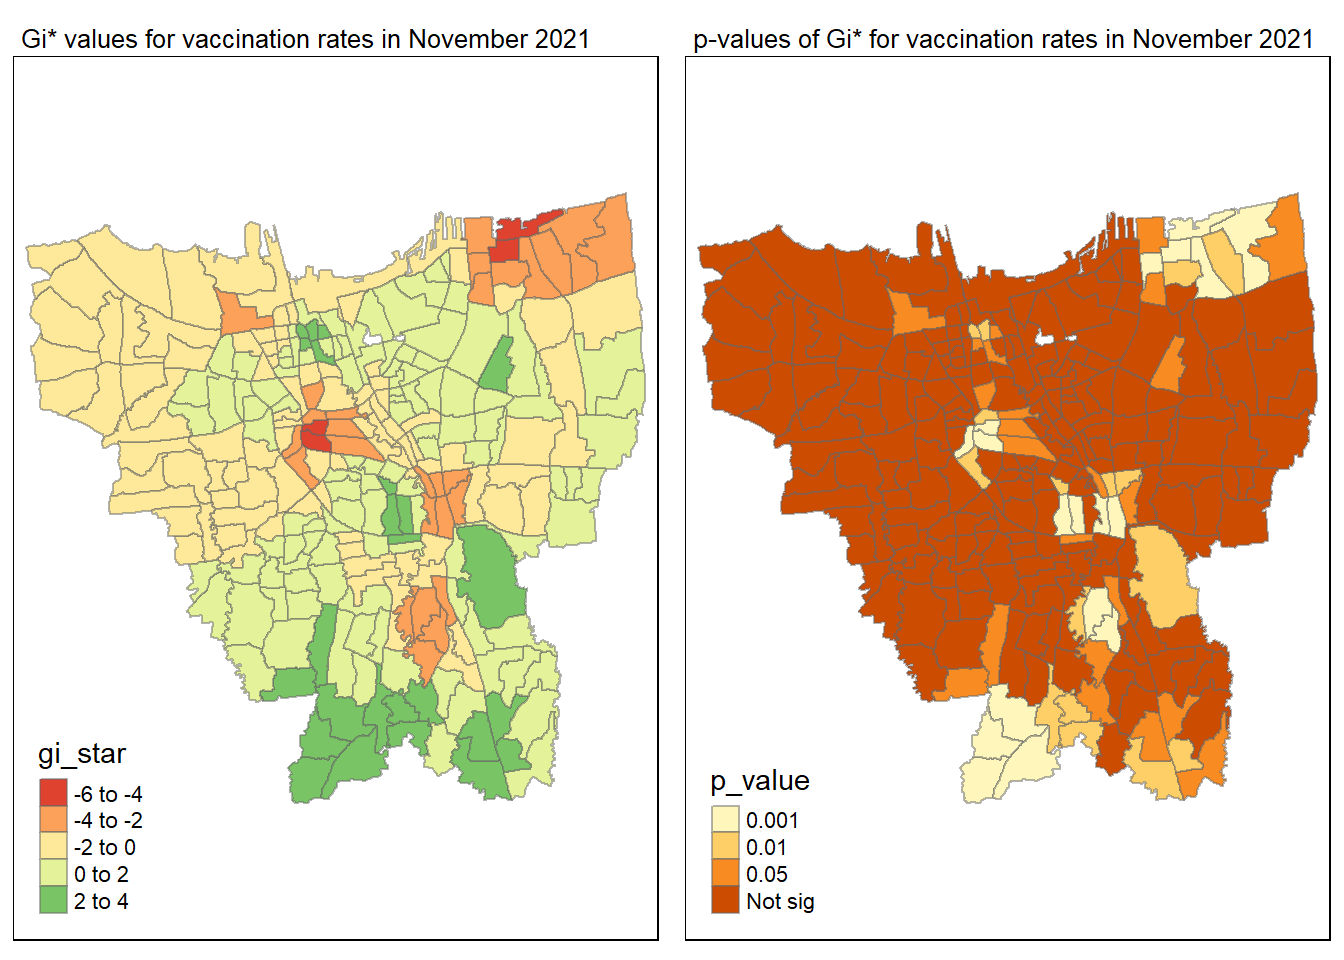 Gi* values for vaccination rates in November 2021
gi_star
-6 to -4
-4 to -2
-2 to 0
0 to 2
2 to 4
p-values of Gi* for vaccination rates in November 2021
p_value
0.001
0.01
0.05
Not sig